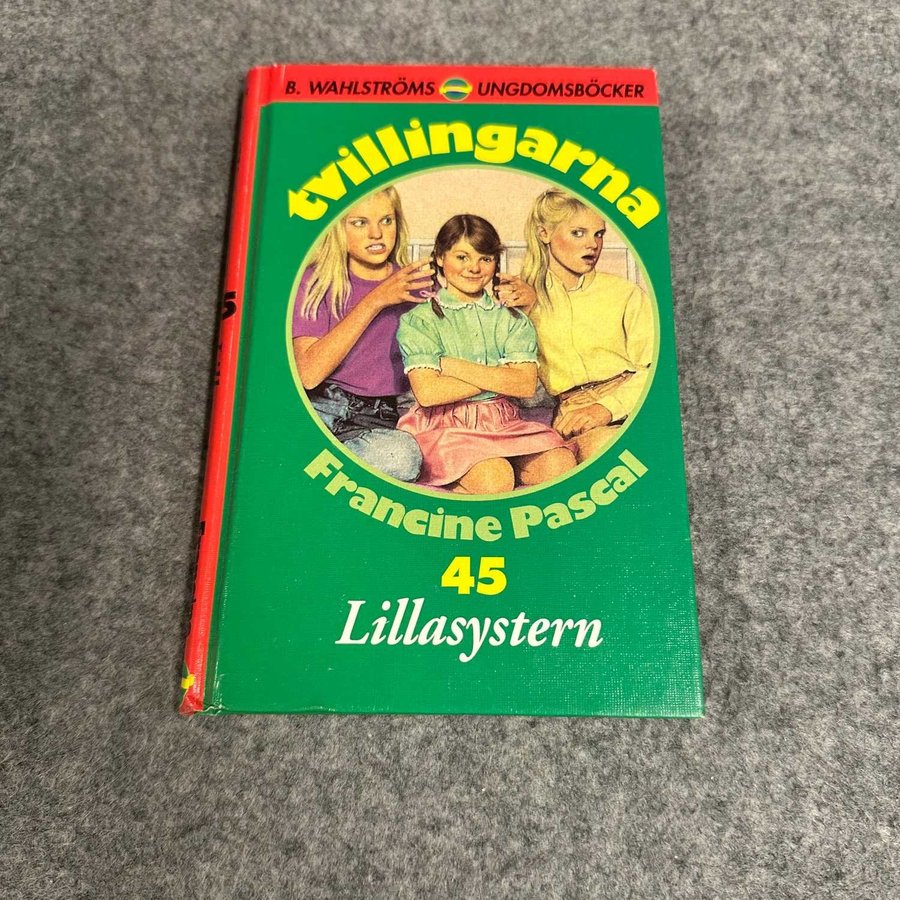 B. WAHLSTRÖMS UNGDOMSBÖCKER
tvillingarna
Francine Pascal
45
Lillasystern